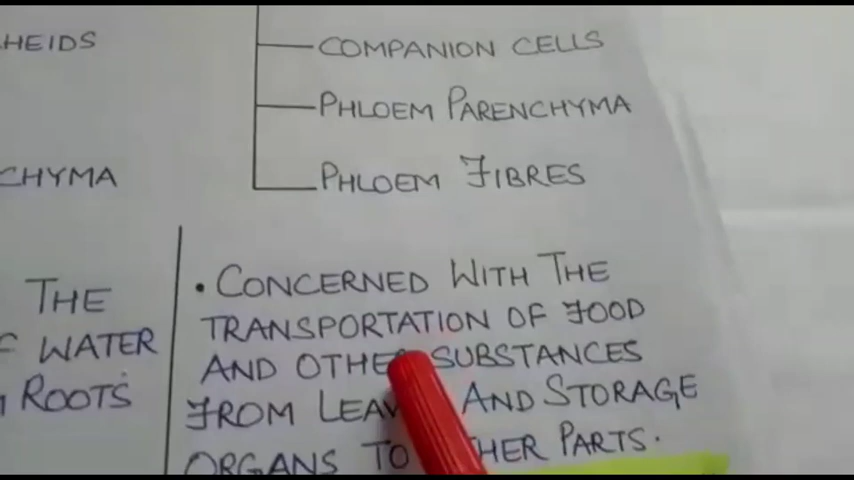 HEIDS
CHYMA
THE
WATER
ROOTS
COMPANION CELLS
PHLOEM PARENCHYMA
PHLOEM FIBRES
• CONCERNED WITH THE
TRANSPORTATION OF FOOD
AND OTHE SUBSTANCES
FROM LEAV AND STORAGE
ORGANS TO THER PARTS.